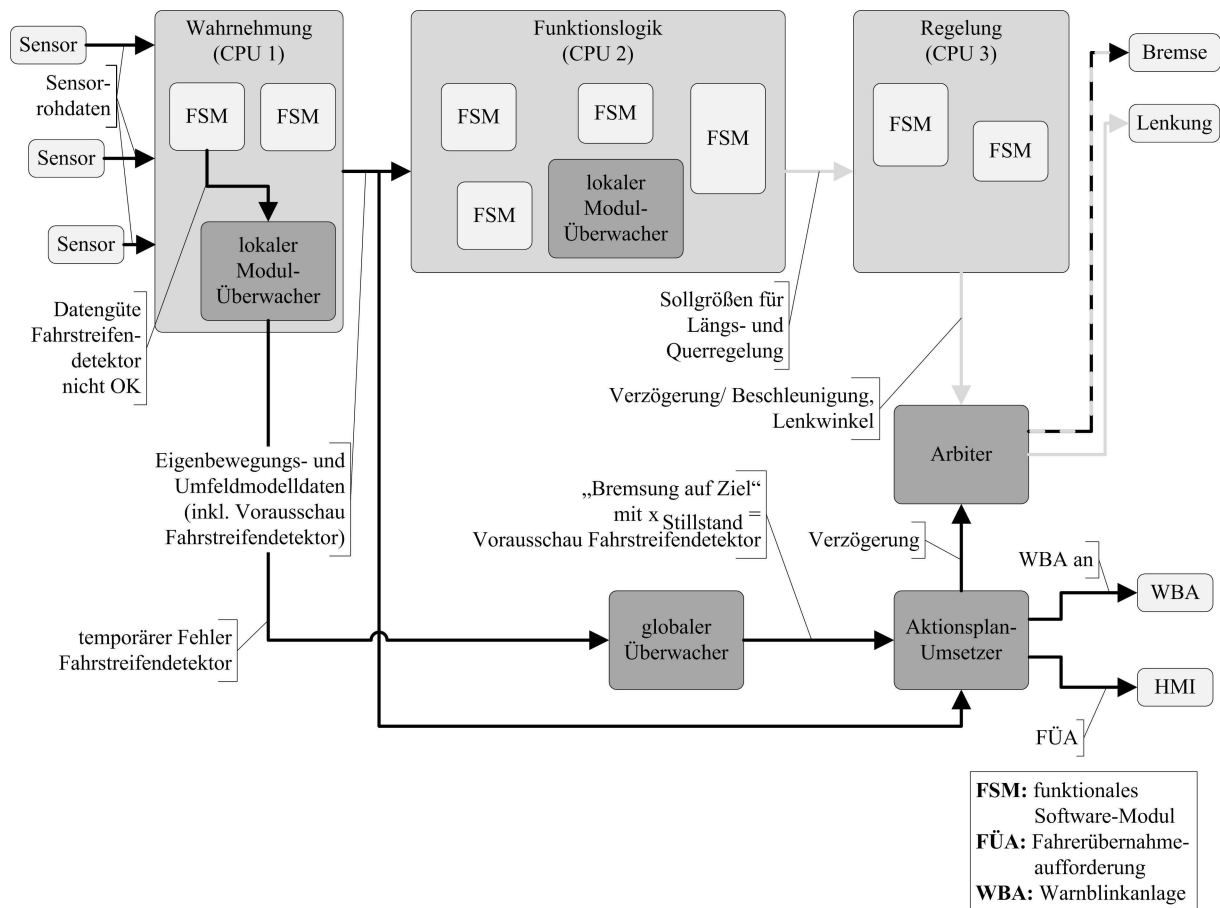 Wahrnehmung
(CPU 1)
Funktionslogik
(CPU 2)
Regelung
(CPU 3)
Sensor
Sensor-
rohdaten
Sensor
Sensor
FSM
FSM
lokaler
Modul-
Überwacher
FSM
FSM
FSM
FSM
lokaler
Modul-
Überwacher
FSM
FSM
Bremse
Lenkung
Datengüte
Fahrstreifen-
detektor
nicht OK
Sollgrößen für
Längs- und
Querregelung
Verzögerung/ Beschleunigung,
Lenkwinkel
Arbiter
Eigenbewegungs- und
Umfeldmodelldaten
(inkl. Vorausschau
Fahrstreifendetektor)
„Bremsung auf Ziel“
mit x Stillstand =
Vorausschau Fahrstreifendetektor
Verzögerung
WBA an
WBA
temporärer Fehler
Fahrstreifendetektor
globaler
Überwacher
Aktionsplan-
Umsetzer
HMI
FÜA
FSM: funktionales
Software-Modul
FÜA: Fahrerübernahme-
aufforderung
WBA: Warnblinkanlage